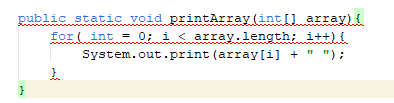 public static void printArray(int[] array){
for( int = 0; i < array.length; i++){
System.out.print(array[i] + " ");
}
}